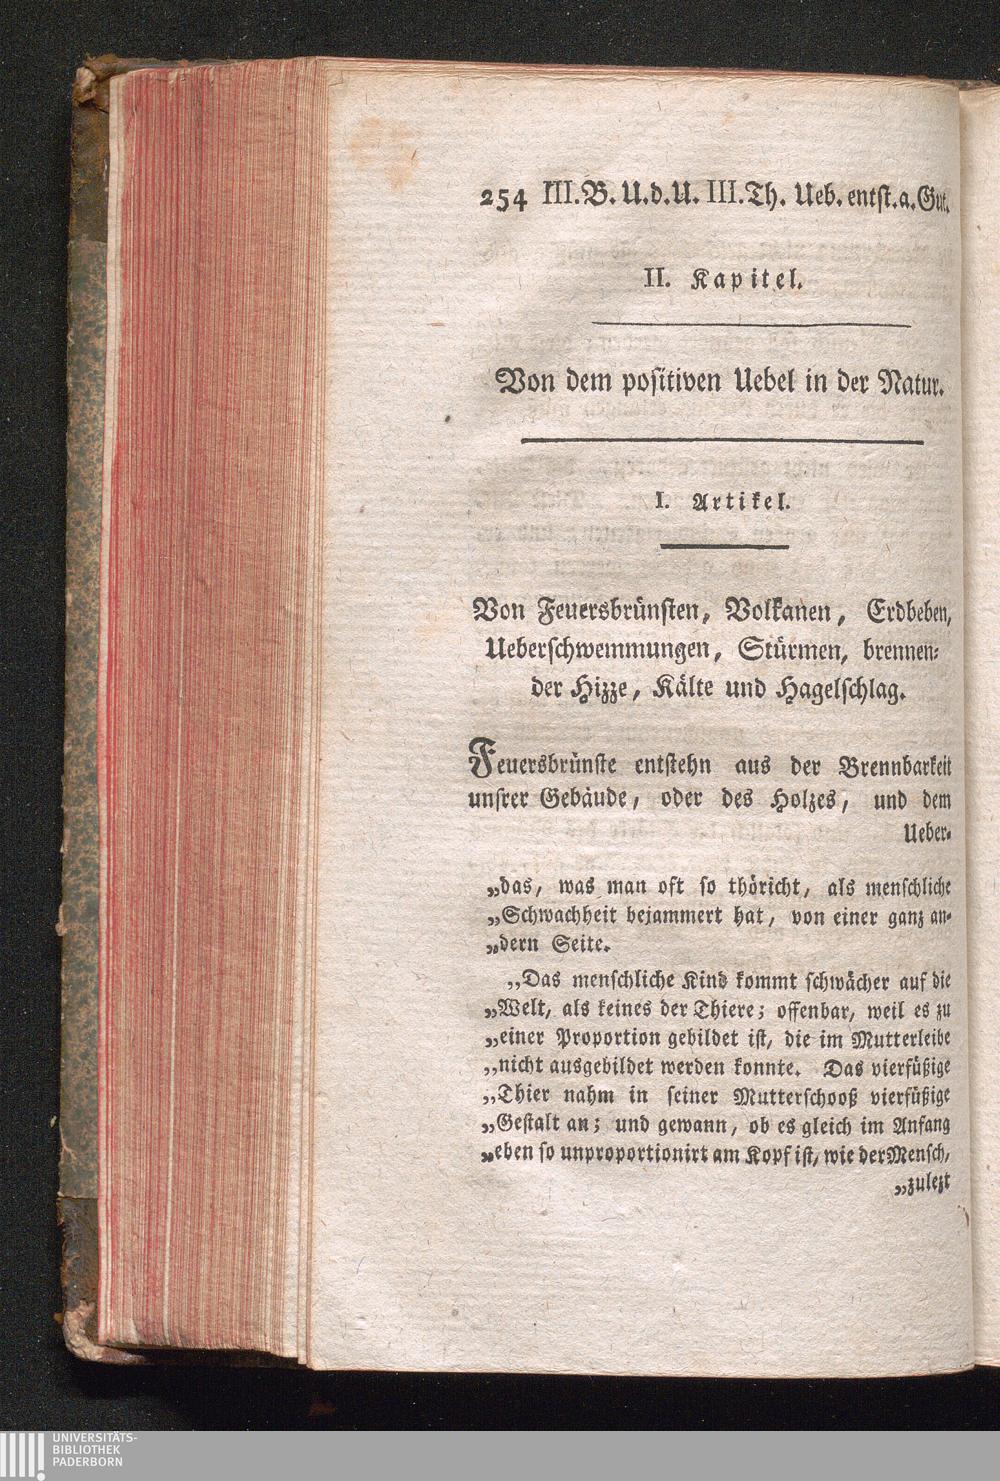 254 III.B.U.d.U. III.Th. Ueb. entst.a.Gut.
II. Kapitel.
Von dem positiven Uebel in der Natur.
I. Artikel.
Von Feuersbrünsten, Volkanen, Erdbeben,
Ueberschwemmungen, Stürmen, brennen-
der Hizze, Kälte und Hagelschlag.
Feuersbrünste entstehn aus der Brennbarkeit
unsrer Gebäude, oder des Holzes, und dem
Ueber-
„das, was man oft so thöricht, als menschliche
„Schwachheit bejammert hat, von einer ganz an-
„dern Seite.
„Das menschliche Kind kommt schwächer auf die
„Welt, als keines der Thiere; offenbar, weil es zu
„einer Proportion gebildet ist, die im Mutterleibe
„nicht ausgebildet werden konnte. Das vierfüßige
„Thier nahm in seiner Mutterschooß vierfüßige
„Gestalt an; und gewann, ob es gleich im Anfang
„eben so unproportionirt am Kopf ist, wie der Mensch,
„zulezt
UNIVERSITÄTS-
BIBLIOTHEK
PADERBORN